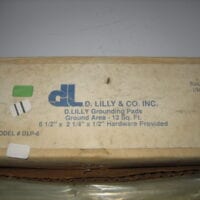 dL D. LILLY & CO. INC.
D.LILLY Grounding Pads
Ground Area - 13 Sq. Ft.
6 1/2" x 2 1/4" x 1/2" Hardware Provided
MODEL # DLP-6